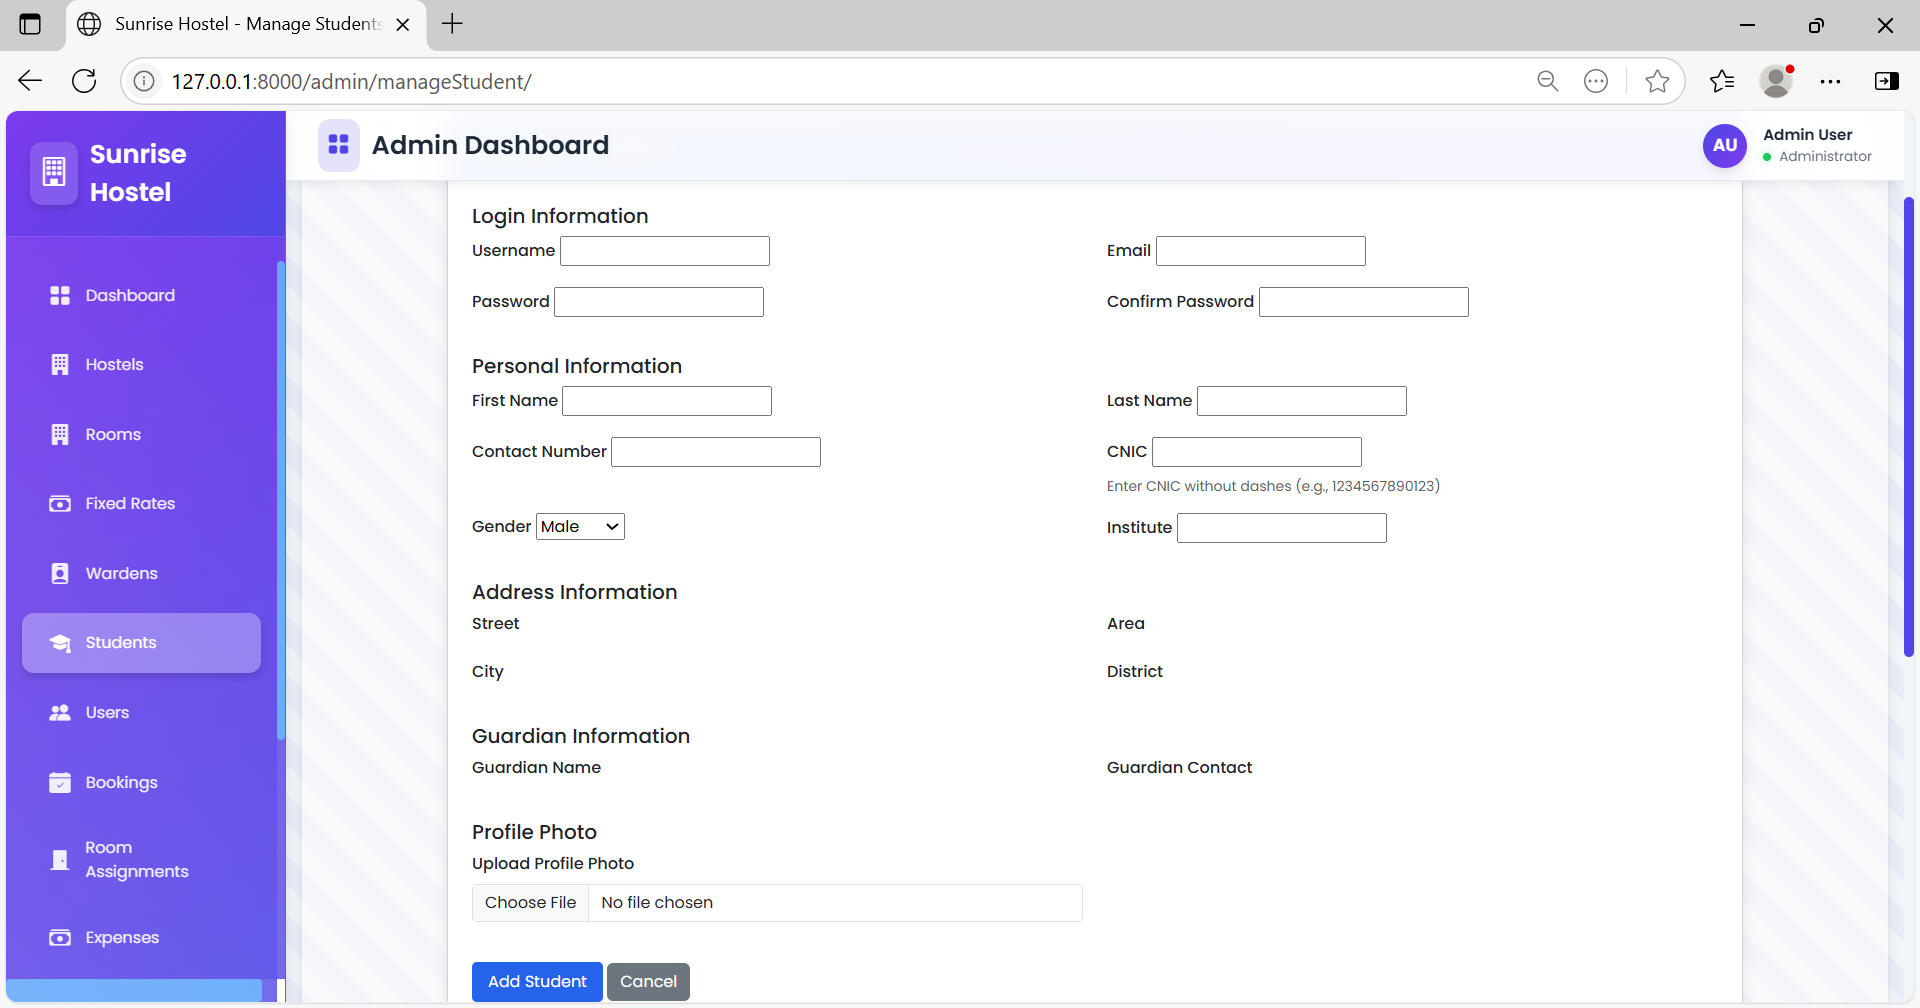 Sunrise Hostel - Manage Students
127.0.0.1:8000/admin/manageStudent/
Sunrise
Hostel
Dashboard
Hostels
Rooms
Fixed Rates
Wardens
Students
Users
Bookings
Room
Assignments
Expenses
Admin Dashboard
AU
Admin User
Administrator
Login Information
Username
Email
Password
Confirm Password
Personal Information
First Name
Last Name
Contact Number
CNIC
Enter CNIC without dashes (e.g., 1234567890123)
Gender Male
Institute
Address Information
Street
Area
City
District
Guardian Information
Guardian Name
Guardian Contact
Profile Photo
Upload Profile Photo
Choose File No file chosen
Add Student Cancel